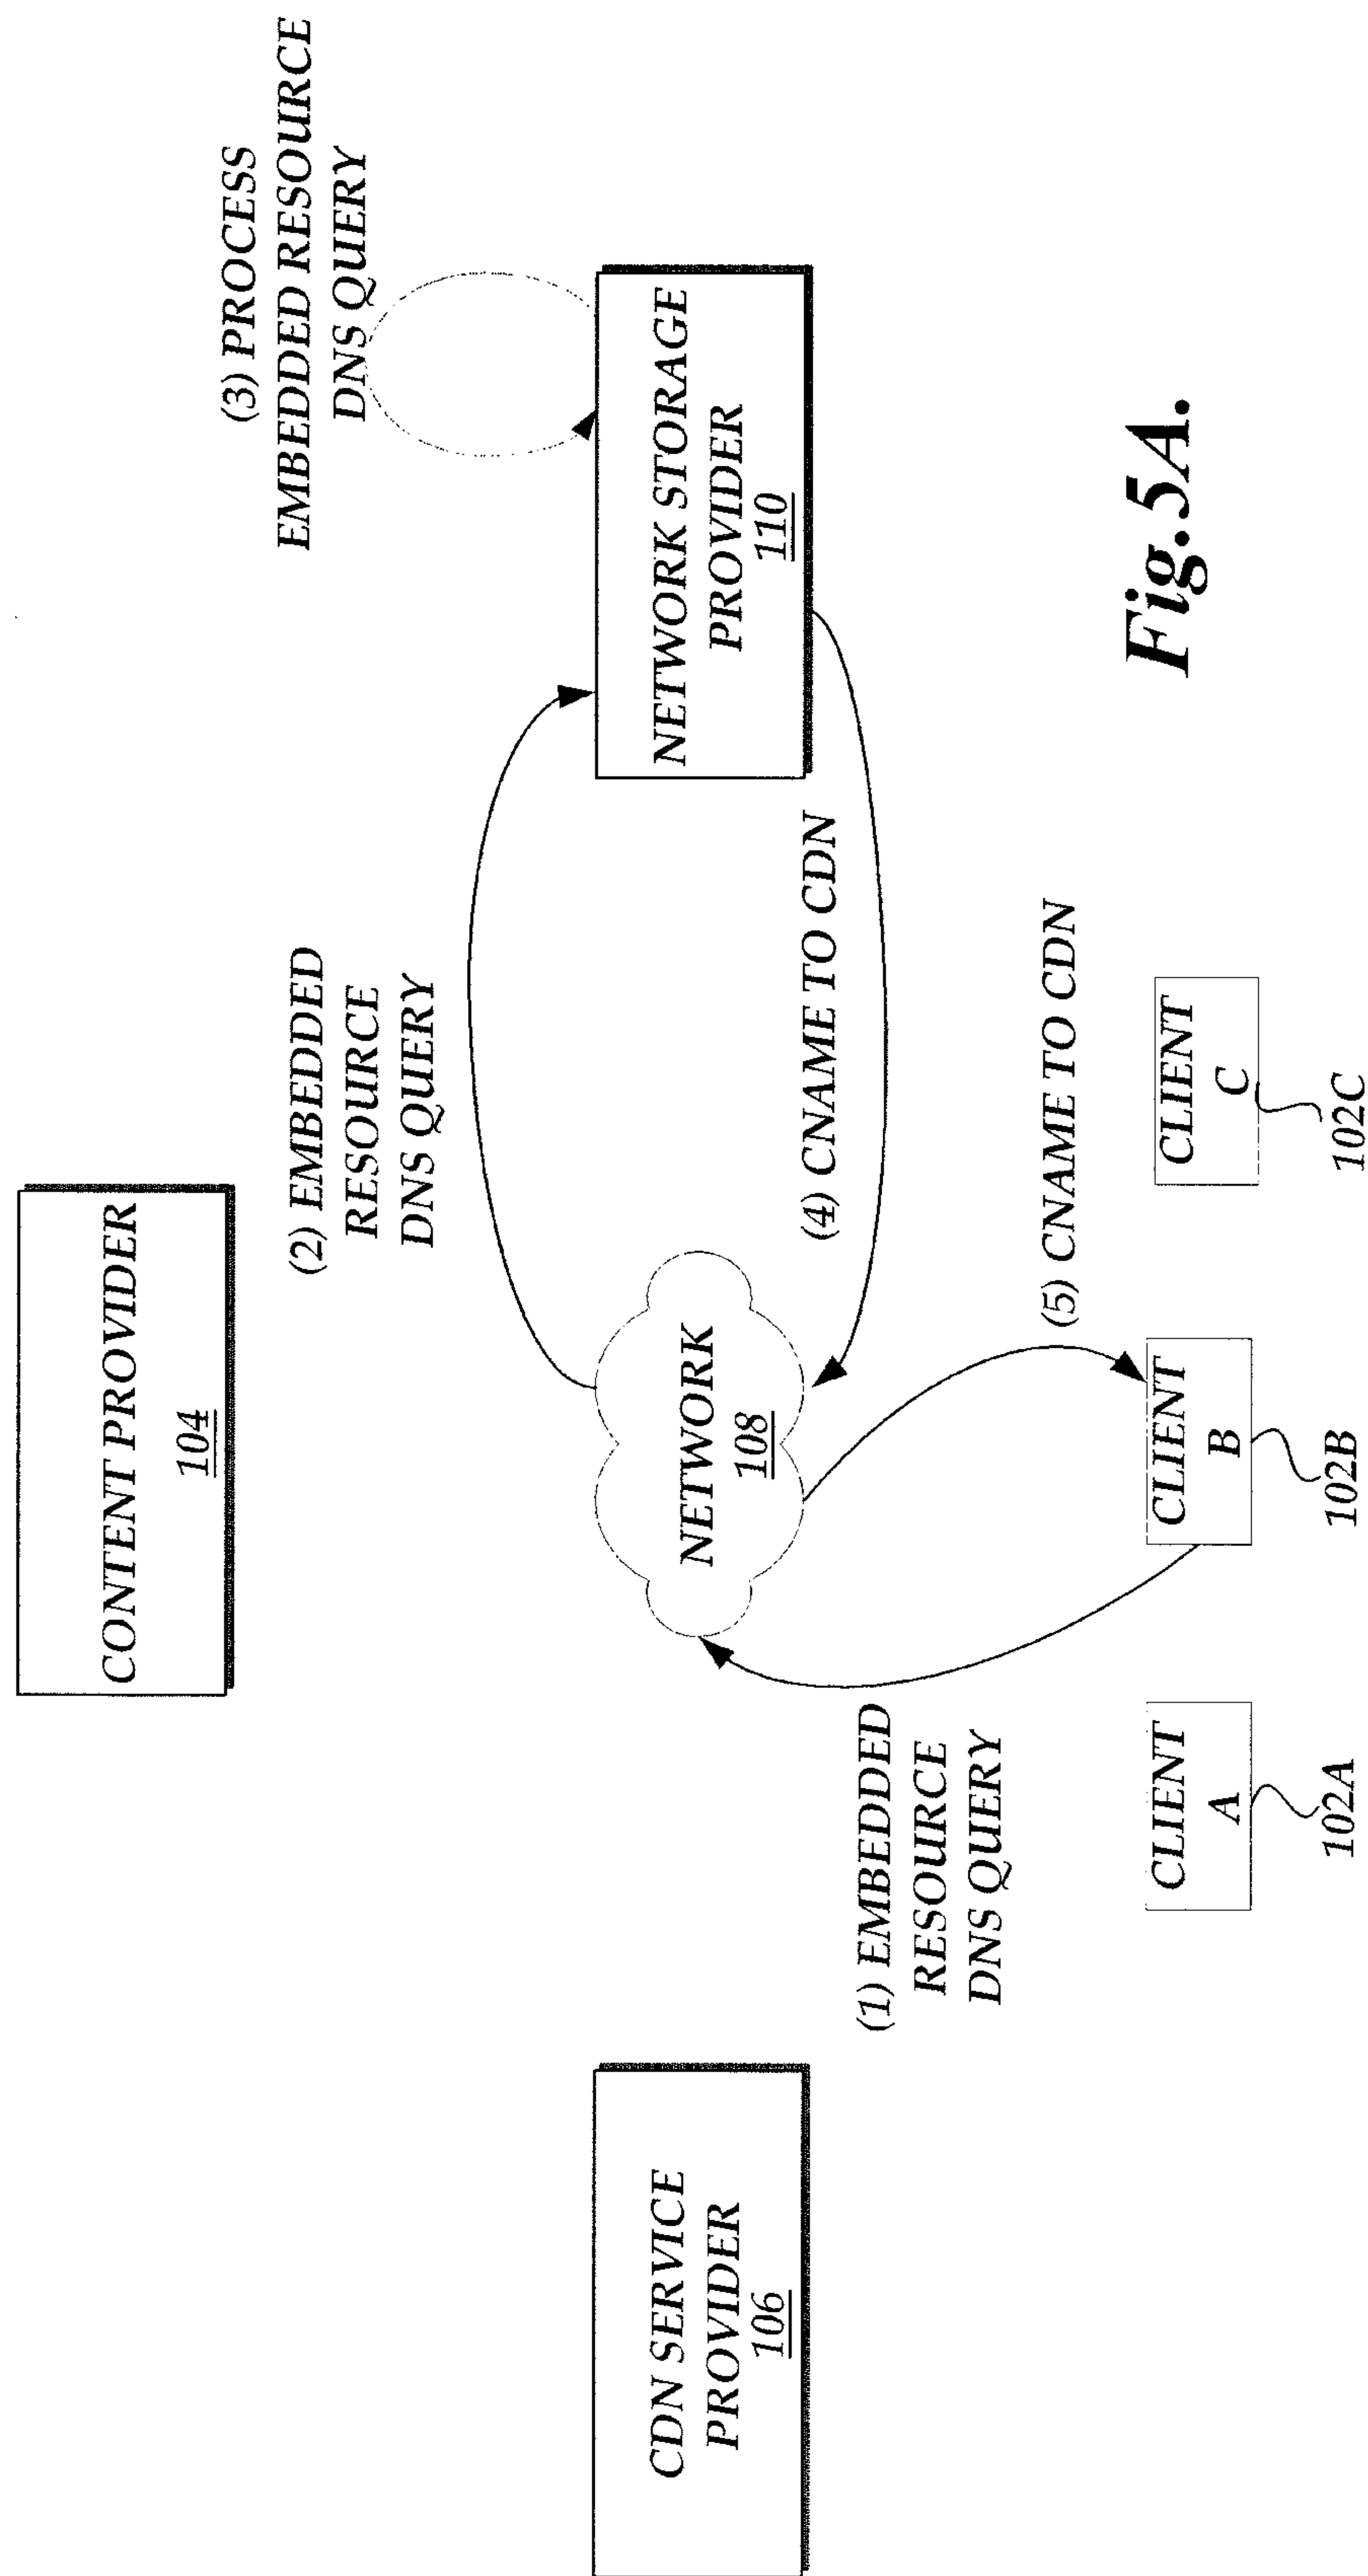 CONTENT PROVIDER
104
(3) PROCESS
EMBEDDED RESOURCE
DNS QUERY
(2) EMBEDDED
RESOURCE
DNS QUERY
CDN SERVICE
PROVIDER
106
NETWORK
108
NETWORK STORAGE
PROVIDER
110
(4) CNAME TO CDN
(1) EMBEDDED
RESOURCE
DNS QUERY
(5) CNAME TO CDN
CLIENT
A
102A
CLIENT
B
102B
CLIENT
C
102C
Fig.5A.